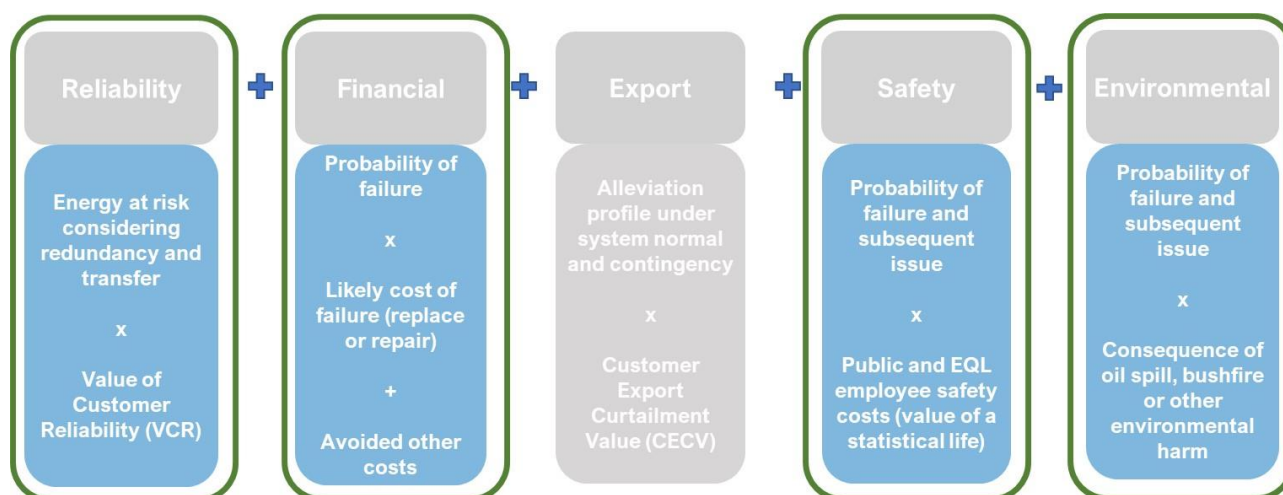 Reliability
Energy at risk
considering
redundancy and
transfer
x
Value of
Customer
Reliability (VCR)
Financial
Probability of
failure
x
Likely cost of
failure (replace
or repair)
+
Avoided other
costs
Export
Alleviation
profile under
system normal
and contingency
x
Customer
Export
Curtailment
Value (CECV)
Safety
Probability of
failure and
subsequent
issue
x
Public and EQL
employee safety
costs (value of a
statistical life)
Environmental
Probability of
failure and
subsequent
issue
x
Consequence of
oil spill, bushfire
or other
environmental
harm